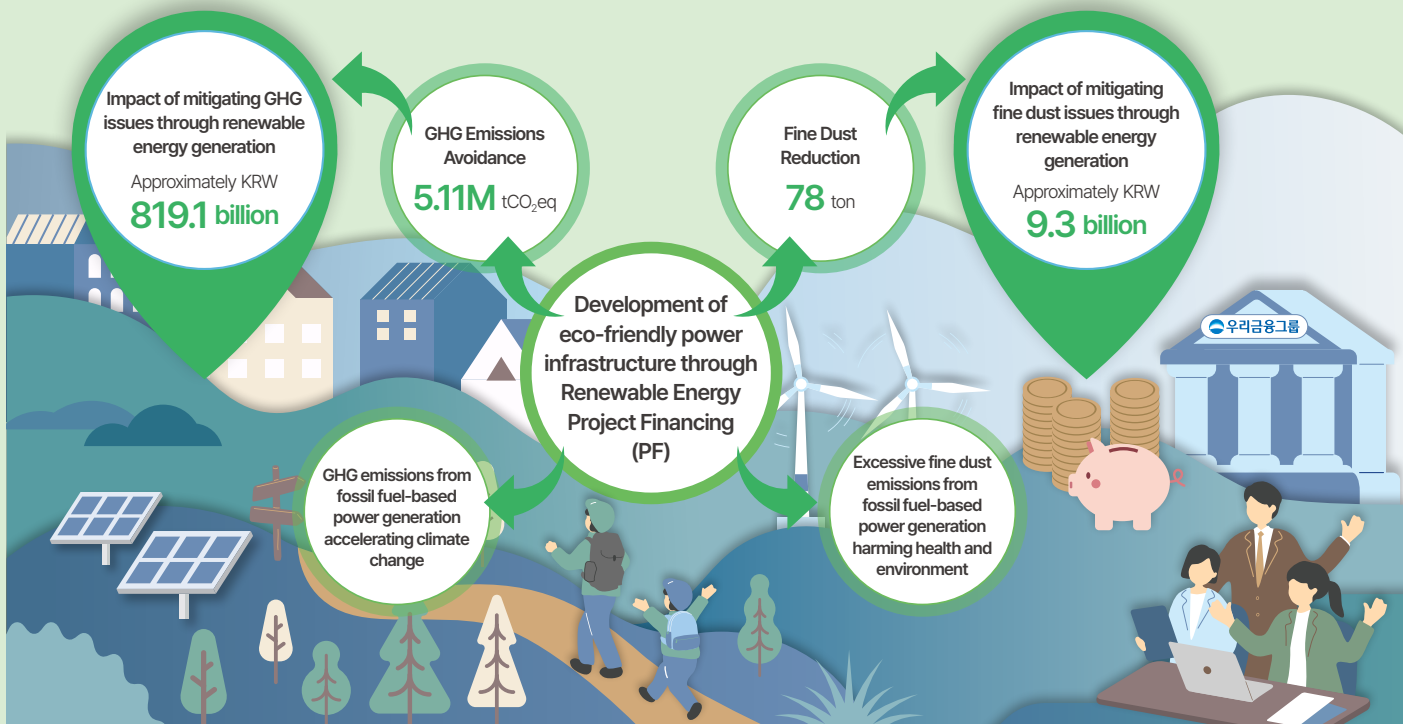 Impact of mitigating GHG
issues through renewable
energy generation
Approximately KRW
819.1 billion
GHG Emissions
Avoidance
5.11M tCO₂eq
Fine Dust
Reduction
78 ton
Impact of mitigating
fine dust issues through
renewable energy
generation
Approximately KRW
9.3 billion
Development of
eco-friendly power
infrastructure through
Renewable Energy
Project Financing
(PF)
우리금융그룹
GHG emissions from
fossil fuel-based
power generation
accelerating climate
change
Excessive fine dust
emissions from
fossil fuel-based
power generation
harming health and
environment